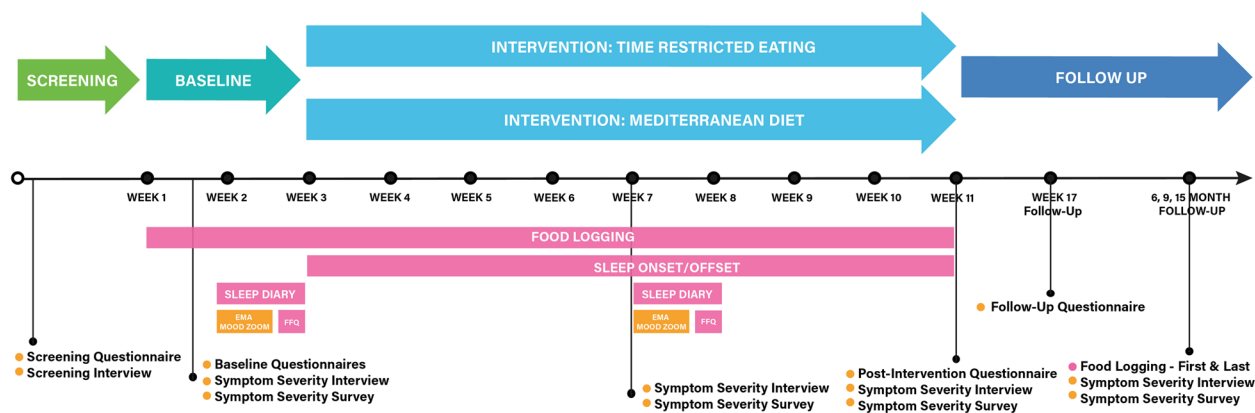 INTERVENTION: TIME RESTRICTED EATING
SCREENING
BASELINE
FOLLOW UP
INTERVENTION: MEDITERRANEAN DIET
WEEK 1
WEEK 2
WEEK 3
WEEK 4
WEEK 5
WEEK 6
WEEK 7
WEEK 8
WEEK 9
WEEK 10
WEEK 11
WEEK 17
Follow-Up
6, 9, 15 MONTH
FOLLOW-UP
FOOD LOGGING
SLEEP ONSET/OFFSET
SLEEP DIARY
EMA
MOOD ZOOM
FFQ
SLEEP DIARY
EMA
MOOD ZOOM
FFQ
Screening Questionnaire
Screening Interview
Baseline Questionnaires
Symptom Severity Interview
Symptom Severity Survey
Symptom Severity Interview
Symptom Severity Survey
Post-Intervention Questionnaire
Symptom Severity Interview
Symptom Severity Survey
Follow-Up Questionnaire
Food Logging - First & Last
Symptom Severity Interview
Symptom Severity Survey